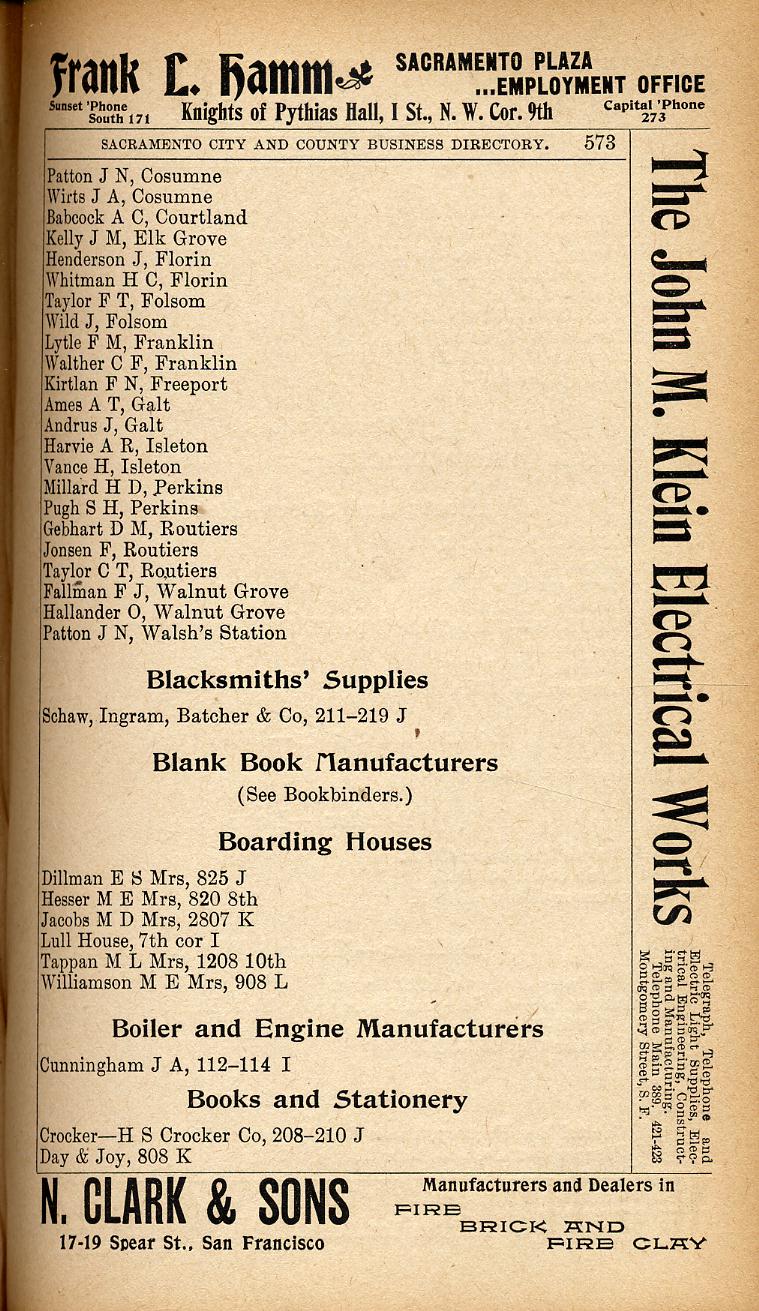 Frank L. Hamm
SACRAMENTO PLAZA
...EMPLOYMENT OFFICE
Sunset 'Phone
South 171
Knights of Pythias Hall, I St., N. W. Cor. 9th
Capital 'Phone
273
SACRAMENTO CITY AND COUNTY BUSINESS DIRECTORY. 573
Patton J N, Cosumne
Wirts J A, Cosumne
Babcock A C, Courtland
Kelly J M, Elk Grove
Henderson J, Florin
Whitman H C, Florin
Taylor F T, Folsom
Wild J, Folsom
Lytle F M, Franklin
Walther C F, Franklin
Kirtlan F N, Freeport
Ames A T, Galt
Andrus J, Galt
Harvie A R, Isleton
Vance H, Isleton
Millard H D, Perkins
Pugh S H, Perkins
Gebhart D M, Routiers
Jonsen F, Routiers
Taylor C T, Routiers
Fallman F J, Walnut Grove
Hallander O, Walnut Grove
Patton J N, Walsh's Station
Blacksmiths' Supplies
Schaw, Ingram, Batcher & Co, 211–219 J
Blank Book Manufacturers
(See Bookbinders.)
Boarding Houses
Dillman E S Mrs, 825 J
Hesser M E Mrs, 820 8th
Jacobs M D Mrs, 2807 K
Lull House, 7th cor I
Tappan M L Mrs, 1208 10th
Williamson M E Mrs, 908 L
Boiler and Engine Manufacturers
Cunningham J A, 112–114 I
Books and Stationery
Crocker—H S Crocker Co, 208–210 J
Day & Joy, 808 K
The John M. Klein Electrical Works
Telegraph, Telephone and
Electric Light Supplies, Elec-
trical Engineering, Construct-
ing and Manufacturing.
Telephone Main 389. 421-423
Montgomery Street, S. F.
N. CLARK & SONS
17-19 Spear St., San Francisco
Manufacturers and Dealers in
FIRE
BRICK AND
FIRE CLAY